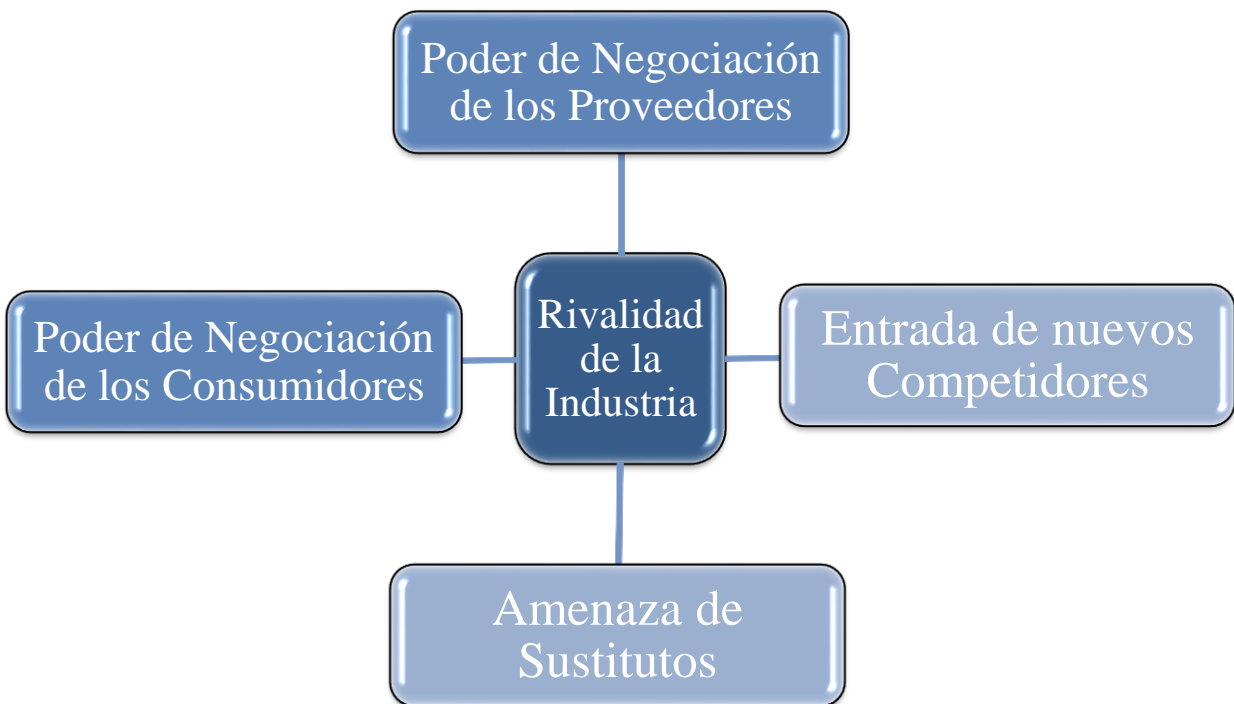 Poder de Negociación
de los Proveedores
Poder de Negociación
de los Consumidores
Rivalidad
de la
Industria
Entrada de nuevos
Competidores
Amenaza de
Sustitutos